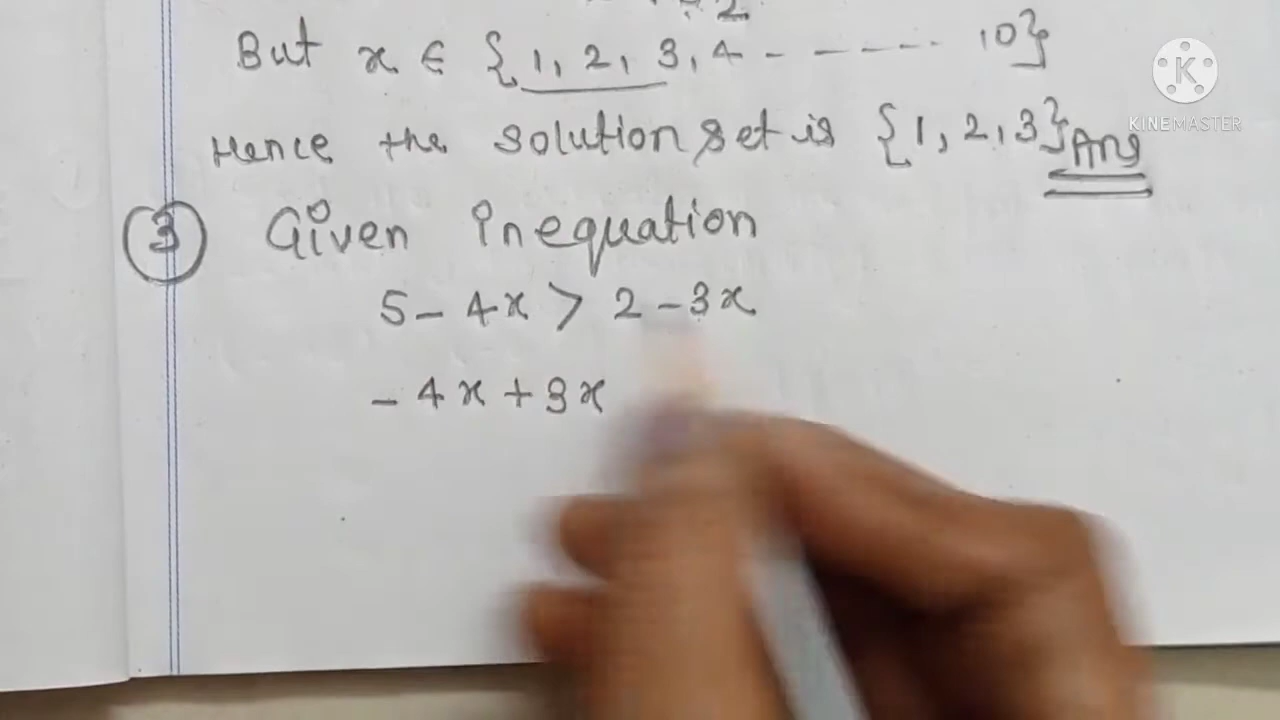 2
But x ∈ {1, 2, 3, 4 - - - - - - 10}
Hence the solution set is {1, 2, 3} Ans
K
KINEMASTER
3 Given inequation
5 - 4x > 2 - 3x
- 4x + 3x